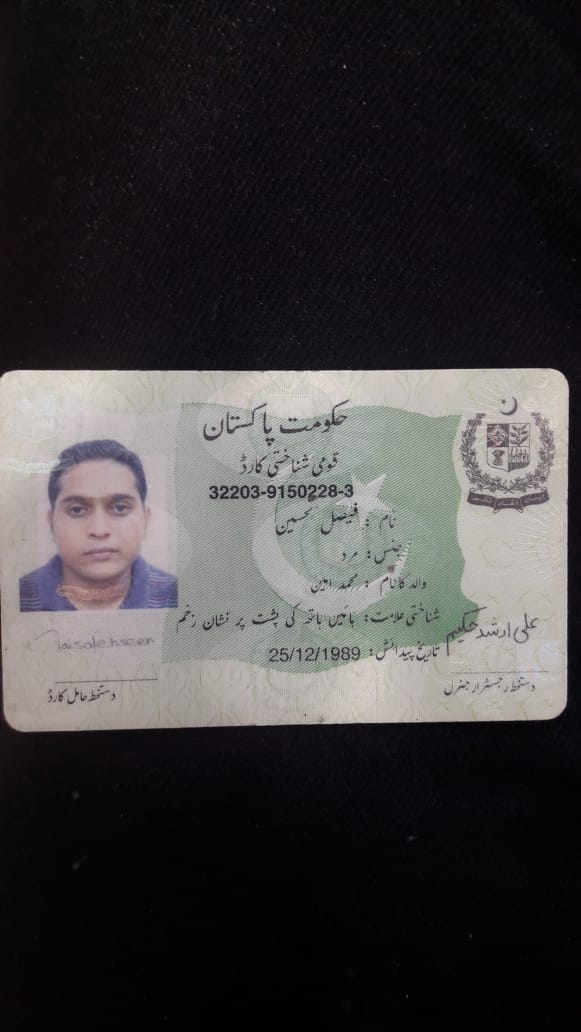 حکومت پاکستان
قومی شناختی کارڈ
32203-9150228-3
نام : فیصل تحسین
جنس: مرد
والد کا نام : محمد امین
شناختی علامت: بائیں ہاتھ کی پشت پر نشان زخم
تاریخ پیدائش: 25/12/1989
علی ارشد حکیم
دستخط رجسٹرار جنرل
دستخط حامل کارڈ